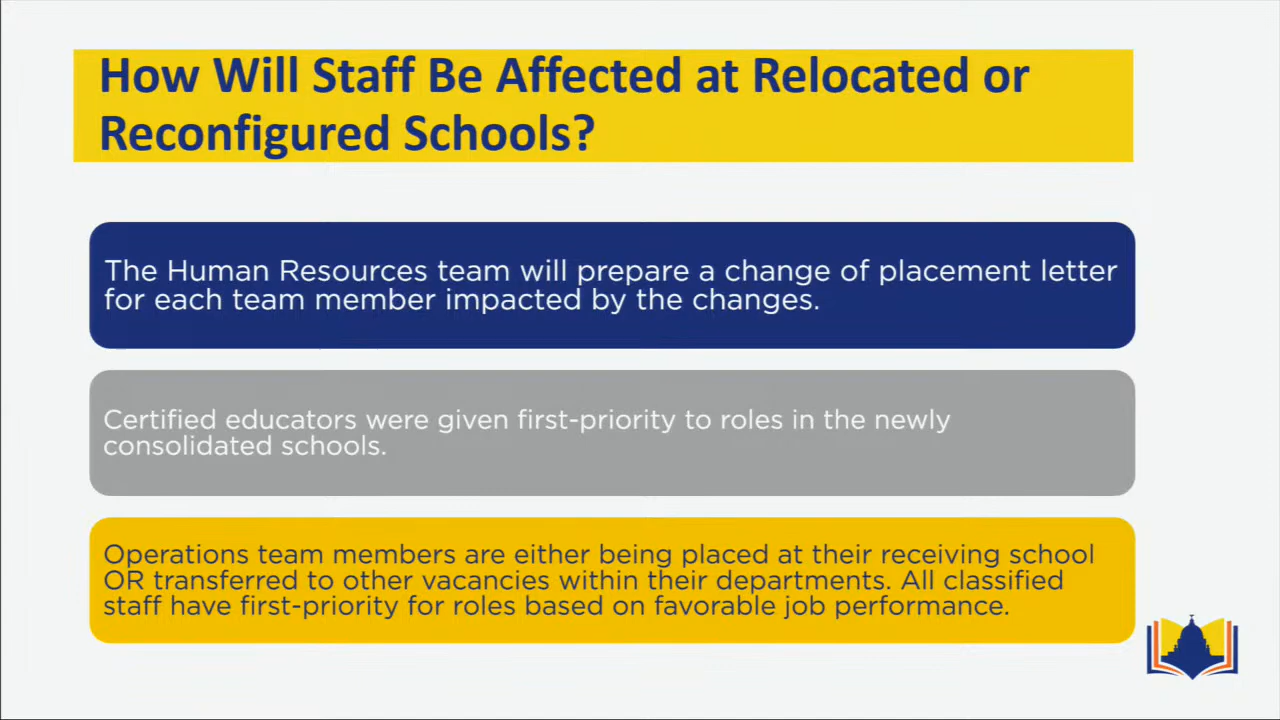 How Will Staff Be Affected at Relocated or
Reconfigured Schools?
The Human Resources team will prepare a change of placement letter
for each team member impacted by the changes.
Certified educators were given first-priority to roles in the newly
consolidated schools.
Operations team members are either being placed at their receiving school
OR transferred to other vacancies within their departments. All classified
staff have first-priority for roles based on favorable job performance.